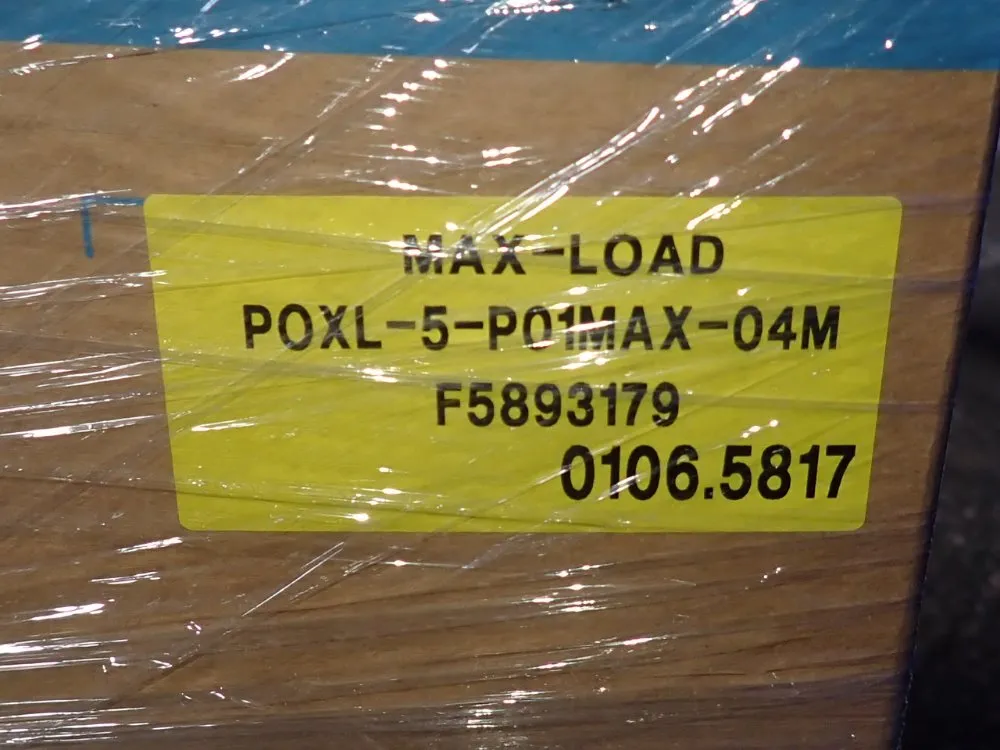 MAX-LOAD
POXL-5-P01MAX-04M
F5893179
0106.5817